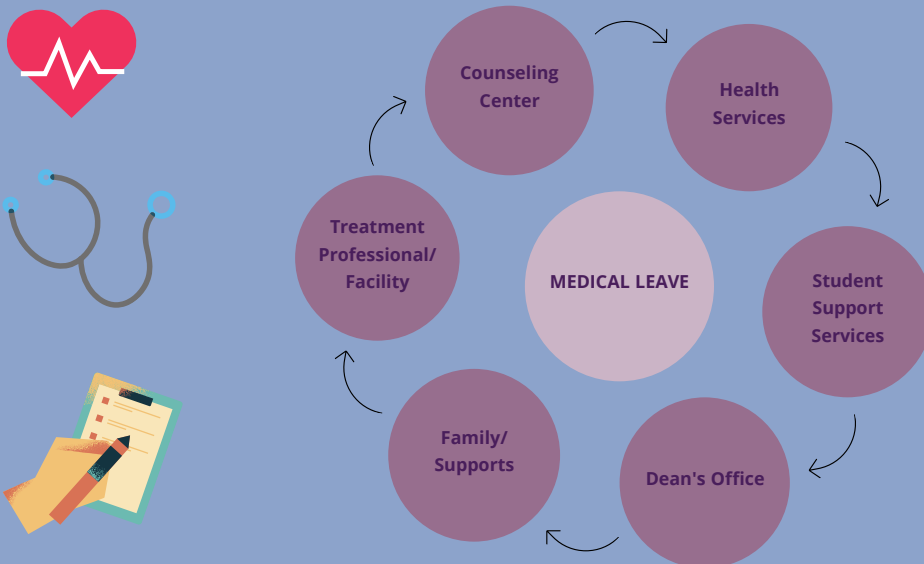 Counseling
Center
Health
Services
Student
Support
Services
Dean's Office
Family/
Supports
Treatment
Professional/
Facility
MEDICAL LEAVE